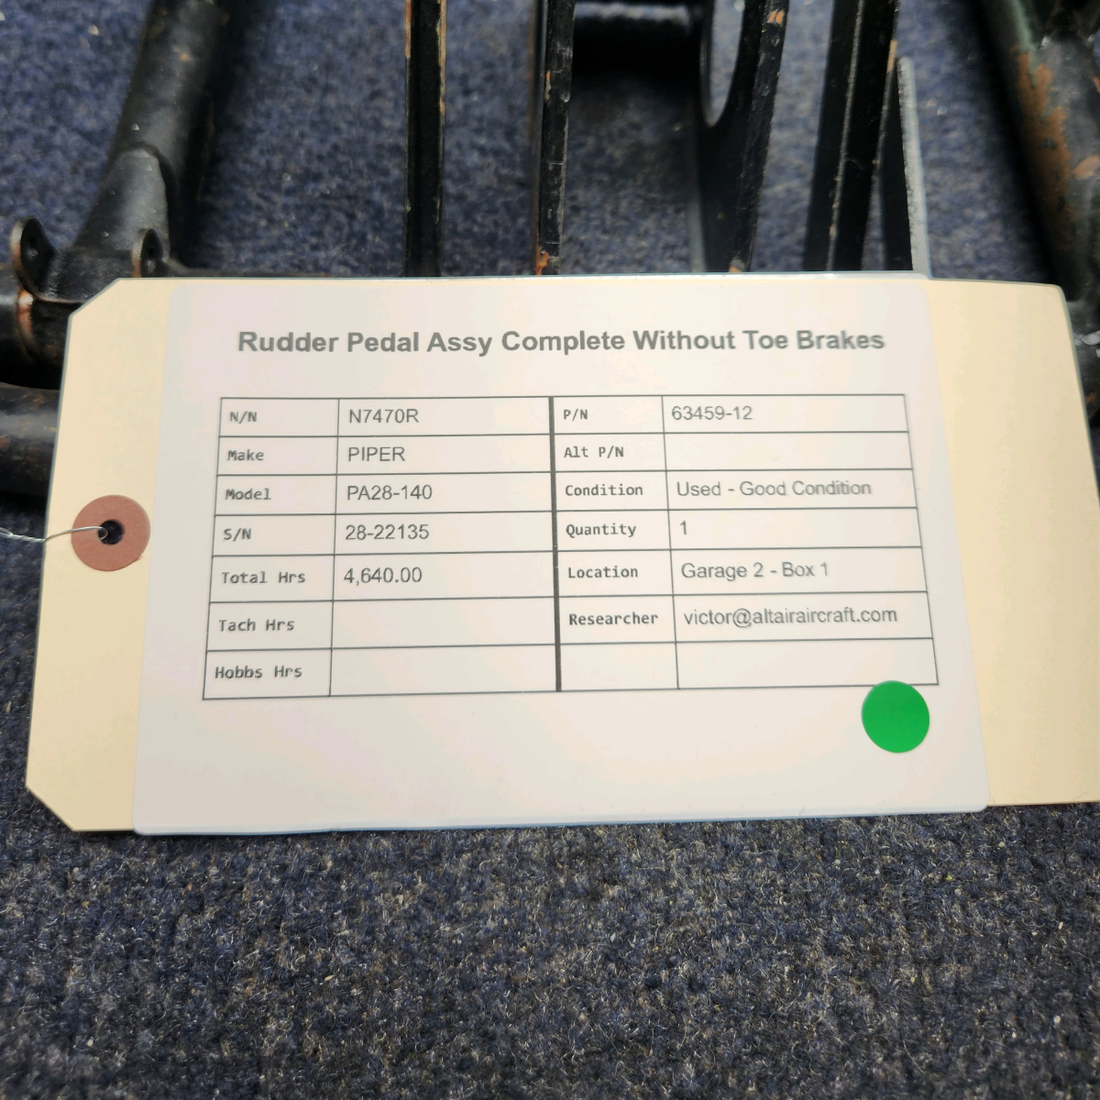 Rudder Pedal Assy Complete Without Toe Brakes
N/N N7470R P/N 63459-12
Make PIPER Alt P/N
Model PA28-140 Condition Used - Good Condition
S/N 28-22135 Quantity 1
Total Hrs 4,640.00 Location Garage 2 - Box 1
Tach Hrs Researcher victor@altairaircraft.com
Hobbs Hrs